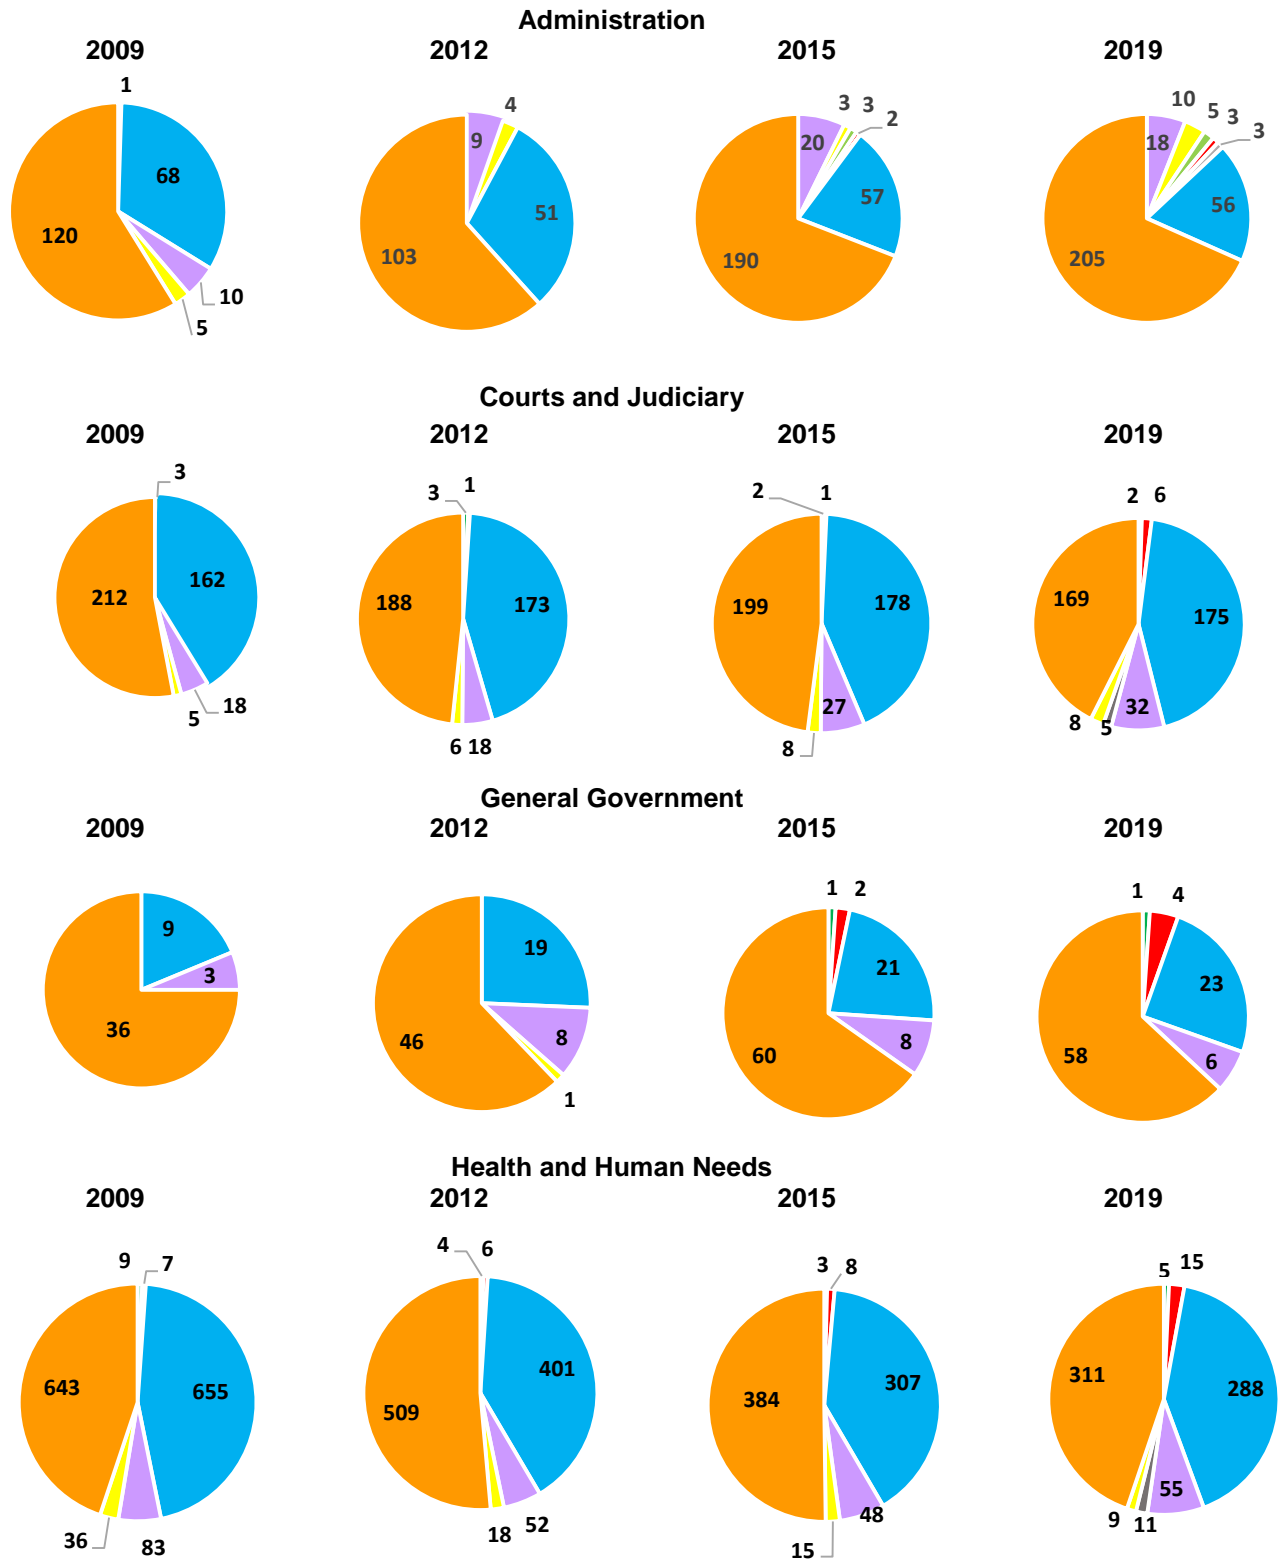 Administration
2009 2012 2015 2019
1 68 120 10 5
4 9 51 103
3 3 2 20 57 190
10 5 3 3 18 56 205
Courts and Judiciary
2009 2012 2015 2019
3 162 212 5 18
3 1 188 173 6 18
2 1 199 178 27 8
2 6 169 175 32 8 5
General Government
2009 2012 2015 2019
9 3 36
19 46 8 1
1 2 21 8 60
1 4 23 58 6
Health and Human Needs
2009 2012 2015 2019
9 7 643 655 36 83
4 6 401 509 18 52
3 8 307 384 48 15
5 15 311 288 55 9 11